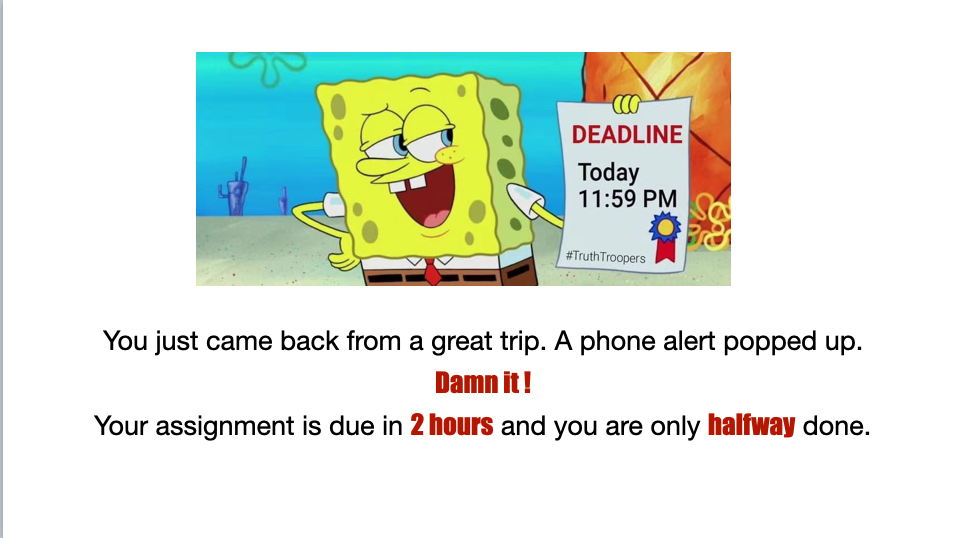 DEADLINE
Today
11:59 PM
#TruthTroopers
You just came back from a great trip. A phone alert popped up.
Damn it !
Your assignment is due in 2 hours and you are only halfway done.